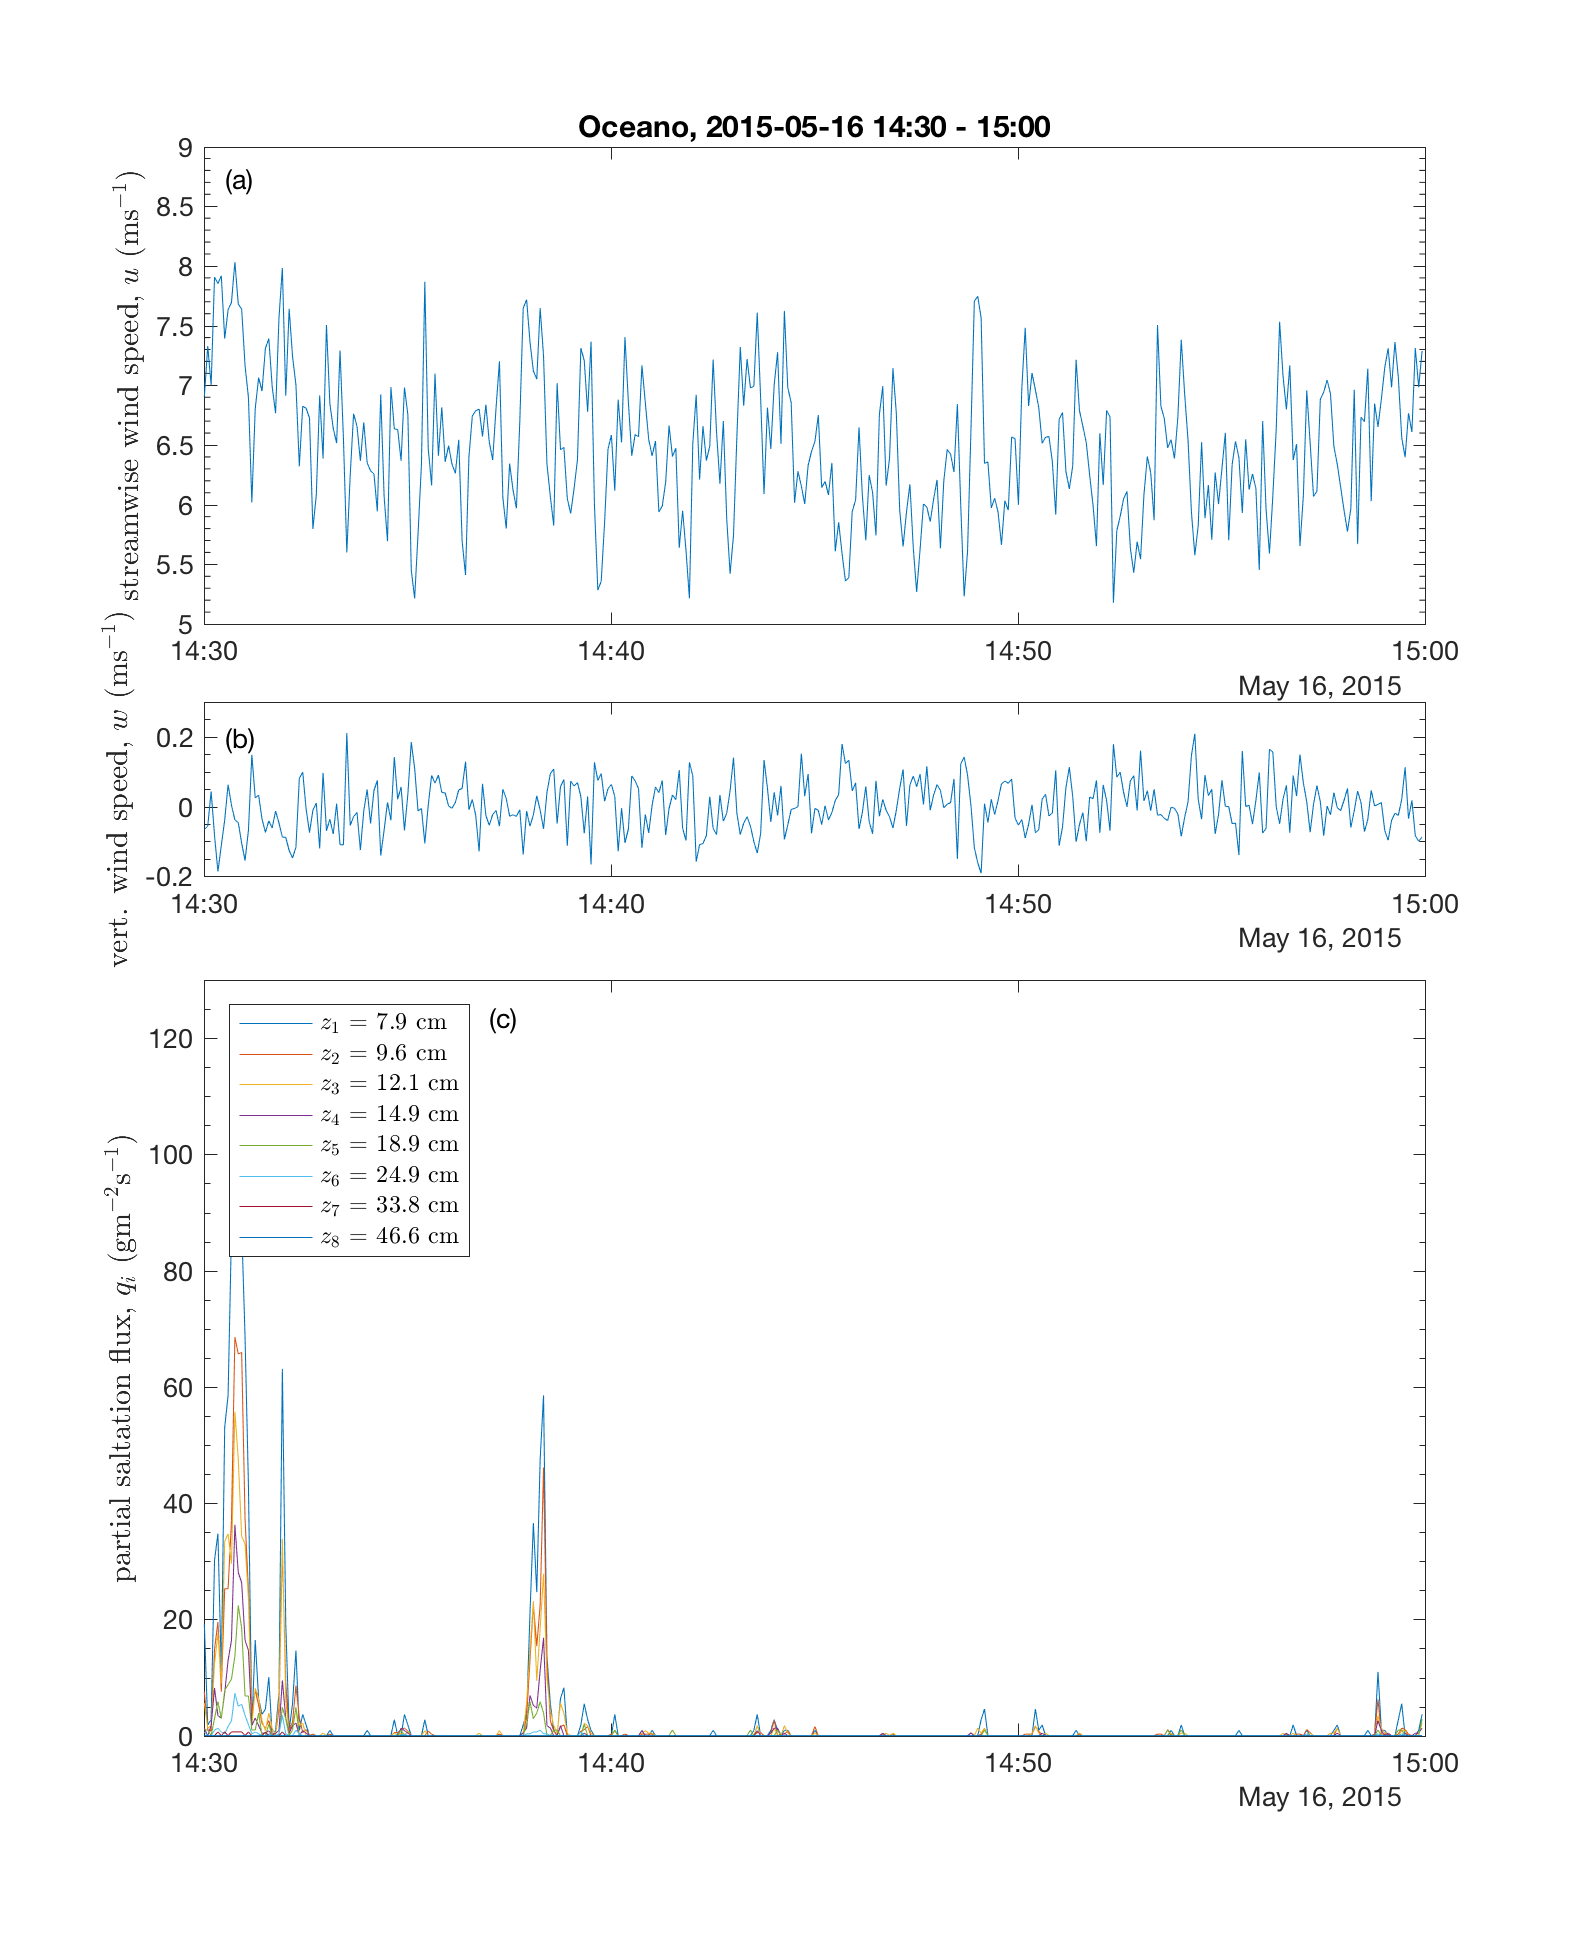 Oceano, 2015-05-16 14:30 - 15:00
(a)
streamwise wind speed, u (ms⁻¹)
9
8.5
8
7.5
7
6.5
6
5.5
5
14:30 14:40 14:50 15:00
May 16, 2015
(b)
vert. wind speed, w (ms⁻¹)
0.2
0
-0.2
14:30 14:40 14:50 15:00
May 16, 2015
(c)
partial saltation flux, qᵢ (gm⁻²s⁻¹)
z₁ = 7.9 cm
z₂ = 9.6 cm
z₃ = 12.1 cm
z₄ = 14.9 cm
z₅ = 18.9 cm
z₆ = 24.9 cm
z₇ = 33.8 cm
z₈ = 46.6 cm
120
100
80
60
40
20
0
14:30 14:40 14:50 15:00
May 16, 2015